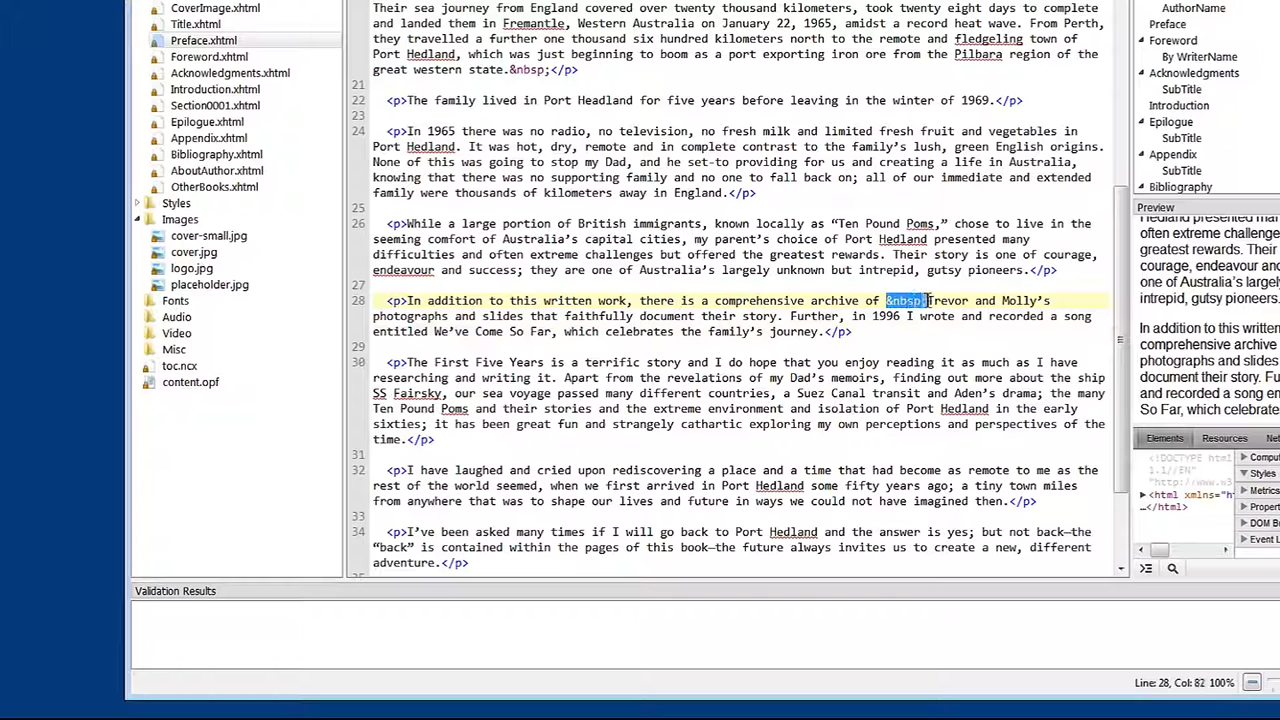 CoverImage.xhtml
Title.xhtml
Preface.xhtml
Foreword.xhtml
Acknowledgments.xhtml
Introduction.xhtml
Section0001.xhtml
Epilogue.xhtml
Appendix.xhtml
Bibliography.xhtml
AboutAuthor.xhtml
OtherBooks.xhtml
Styles
Images
cover-small.jpg
cover.jpg
logo.jpg
placeholder.jpg
Fonts
Audio
Video
Misc
toc.ncx
content.opf
Their sea journey from England covered over twenty thousand kilometers, took twenty eight days to complete
and landed them in Fremantle, Western Australia on January 22, 1965, amidst a record heat wave. From Perth,
they travelled a further one thousand six hundred kilometers north to the remote and fledgeling town of
Port Hedland, which was just beginning to boom as a port exporting iron ore from the Pilbara region of the
great western state.&nbsp;</p>
21
22 <p>The family lived in Port Headland for five years before leaving in the winter of 1969.</p>
23
24 <p>In 1965 there was no radio, no television, no fresh milk and limited fresh fruit and vegetables in
Port Hedland. It was hot, dry, remote and in complete contrast to the family’s lush, green English origins.
None of this was going to stop my Dad, and he set-to providing for us and creating a life in Australia,
knowing that there was no supporting family and no one to fall back on; all of our immediate and extended
family were thousands of kilometers away in England.</p>
25
26 <p>While a large portion of British immigrants, known locally as “Ten Pound Poms,” chose to live in the
seeming comfort of Australia’s capital cities, my parent’s choice of Port Hedland presented many
difficulties and often extreme challenges but offered the greatest rewards. Their story is one of courage,
endeavour and success; they are one of Australia’s largely unknown but intrepid, gutsy pioneers.</p>
27
28 <p>In addition to this written work, there is a comprehensive archive of &nbsp;Trevor and Molly’s
photographs and slides that faithfully document their story. Further, in 1996 I wrote and recorded a song
entitled We’ve Come So Far, which celebrates the family’s journey.</p>
29
30 <p>The First Five Years is a terrific story and I do hope that you enjoy reading it as much as I have
researching and writing it. Apart from the revelations of my Dad’s memoirs, finding out more about the ship
SS Fairsky, our sea voyage passed many different countries, a Suez Canal transit and Aden’s drama; the many
Ten Pound Poms and their stories and the extreme environment and isolation of Port Hedland in the early
sixties; it has been great fun and strangely cathartic exploring my own perceptions and perspectives of the
time.</p>
31
32 <p>I have laughed and cried upon rediscovering a place and a time that had become as remote to me as the
rest of the world seemed, when we first arrived in Port Hedland some fifty years ago; a tiny town miles
from anywhere that was to shape our lives and future in ways we could not have imagined then.</p>
33
34 <p>I’ve been asked many times if I will go back to Port Hedland and the answer is yes; but not back—the
“back” is contained within the pages of this book—the future always invites us to create a new, different
adventure.</p>
AuthorName
Preface
Foreword
By WriterName
Acknowledgments
SubTitle
Introduction
Epilogue
SubTitle
Appendix
SubTitle
Bibliography
Preview
Hedland presented ma
often extreme challenge
greatest rewards. Their
courage, endeavour and
one of Australia’s largel
intrepid, gutsy pioneers.
In addition to this written
comprehensive archive
photographs and slides
document their story. Fu
and recorded a song
So Far, which celebrate
Elements Resources Net
<!DOCTYPE html
1.1//EN"
"http://www.w3
<html xmlns="h
…</html>
Compu
Styles
Metrics
Proper
DOM B
Event L
Validation Results
Line: 28, Col: 82 100%